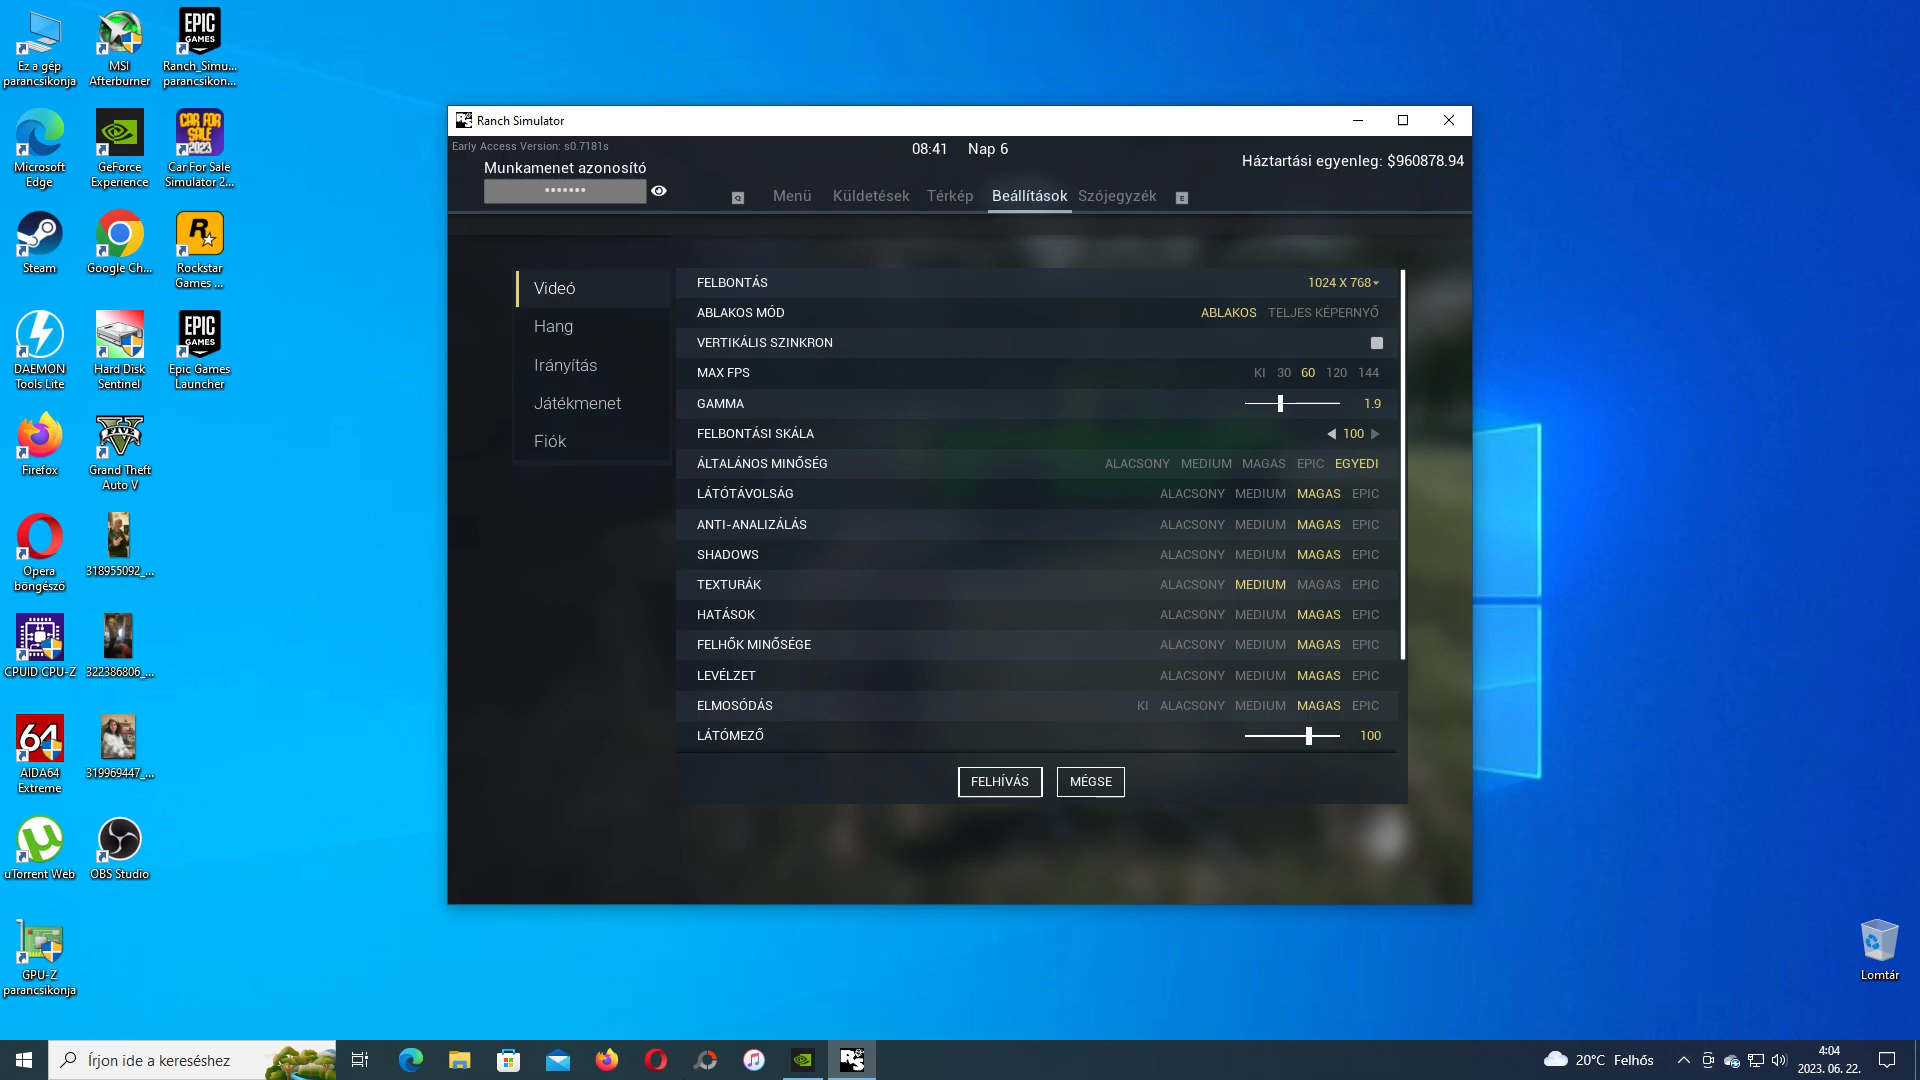 Ez a gép
parancsikonja
MSI
Afterburner
EPIC
GAMES
Ranch_Simu...
parancsikon...
Microsoft
Edge
GeForce
Experience
CAR FOR
SALE
2023
Car For Sale
Simulator 2...
Steam
Google Ch...
R
Rockstar
Games ...
DAEMON
Tools Lite
Hard Disk
Sentinel
EPIC
GAMES
Epic Games
Launcher
Firefox
FIVE
Grand Theft
Auto V
Opera
böngésző
318955092_...
CPUID CPU-Z
322386806_...
64
AIDA64
Extreme
319969447_...
uTorrent Web
OBS Studio
GPU-Z
parancsikonja
Lomtár
Ranch Simulator
Early Access Version: s0.7181s
08:41 Nap 6
Háztartási egyenleg: $960878.94
Munkamenet azonosító
•••••••
Q Menü Küldetések Térkép Beállítások Szójegyzék E
Videó
Hang
Irányítás
Játékmenet
Fiók
FELBONTÁS 1024 X 768
ABLAKOS MÓD ABLAKOS TELJES KÉPERNYŐ
VERTIKÁLIS SZINKRON
MAX FPS KI 30 60 120 144
GAMMA 1.9
FELBONTÁSI SKÁLA 100
ÁLTALÁNOS MINŐSÉG ALACSONY MEDIUM MAGAS EPIC EGYEDI
LÁTÓTÁVOLSÁG ALACSONY MEDIUM MAGAS EPIC
ANTI-ANALIZÁLÁS ALACSONY MEDIUM MAGAS EPIC
SHADOWS ALACSONY MEDIUM MAGAS EPIC
TEXTURÁK ALACSONY MEDIUM MAGAS EPIC
HATÁSOK ALACSONY MEDIUM MAGAS EPIC
FELHŐK MINŐSÉGE ALACSONY MEDIUM MAGAS EPIC
LEVÉLZET ALACSONY MEDIUM MAGAS EPIC
ELMOSÓDÁS KI ALACSONY MEDIUM MAGAS EPIC
LÁTÓMEZŐ 100
FELHÍVÁS MÉGSE
Írjon ide a kereséshez
20°C Felhős
4:04
2023. 06. 22.